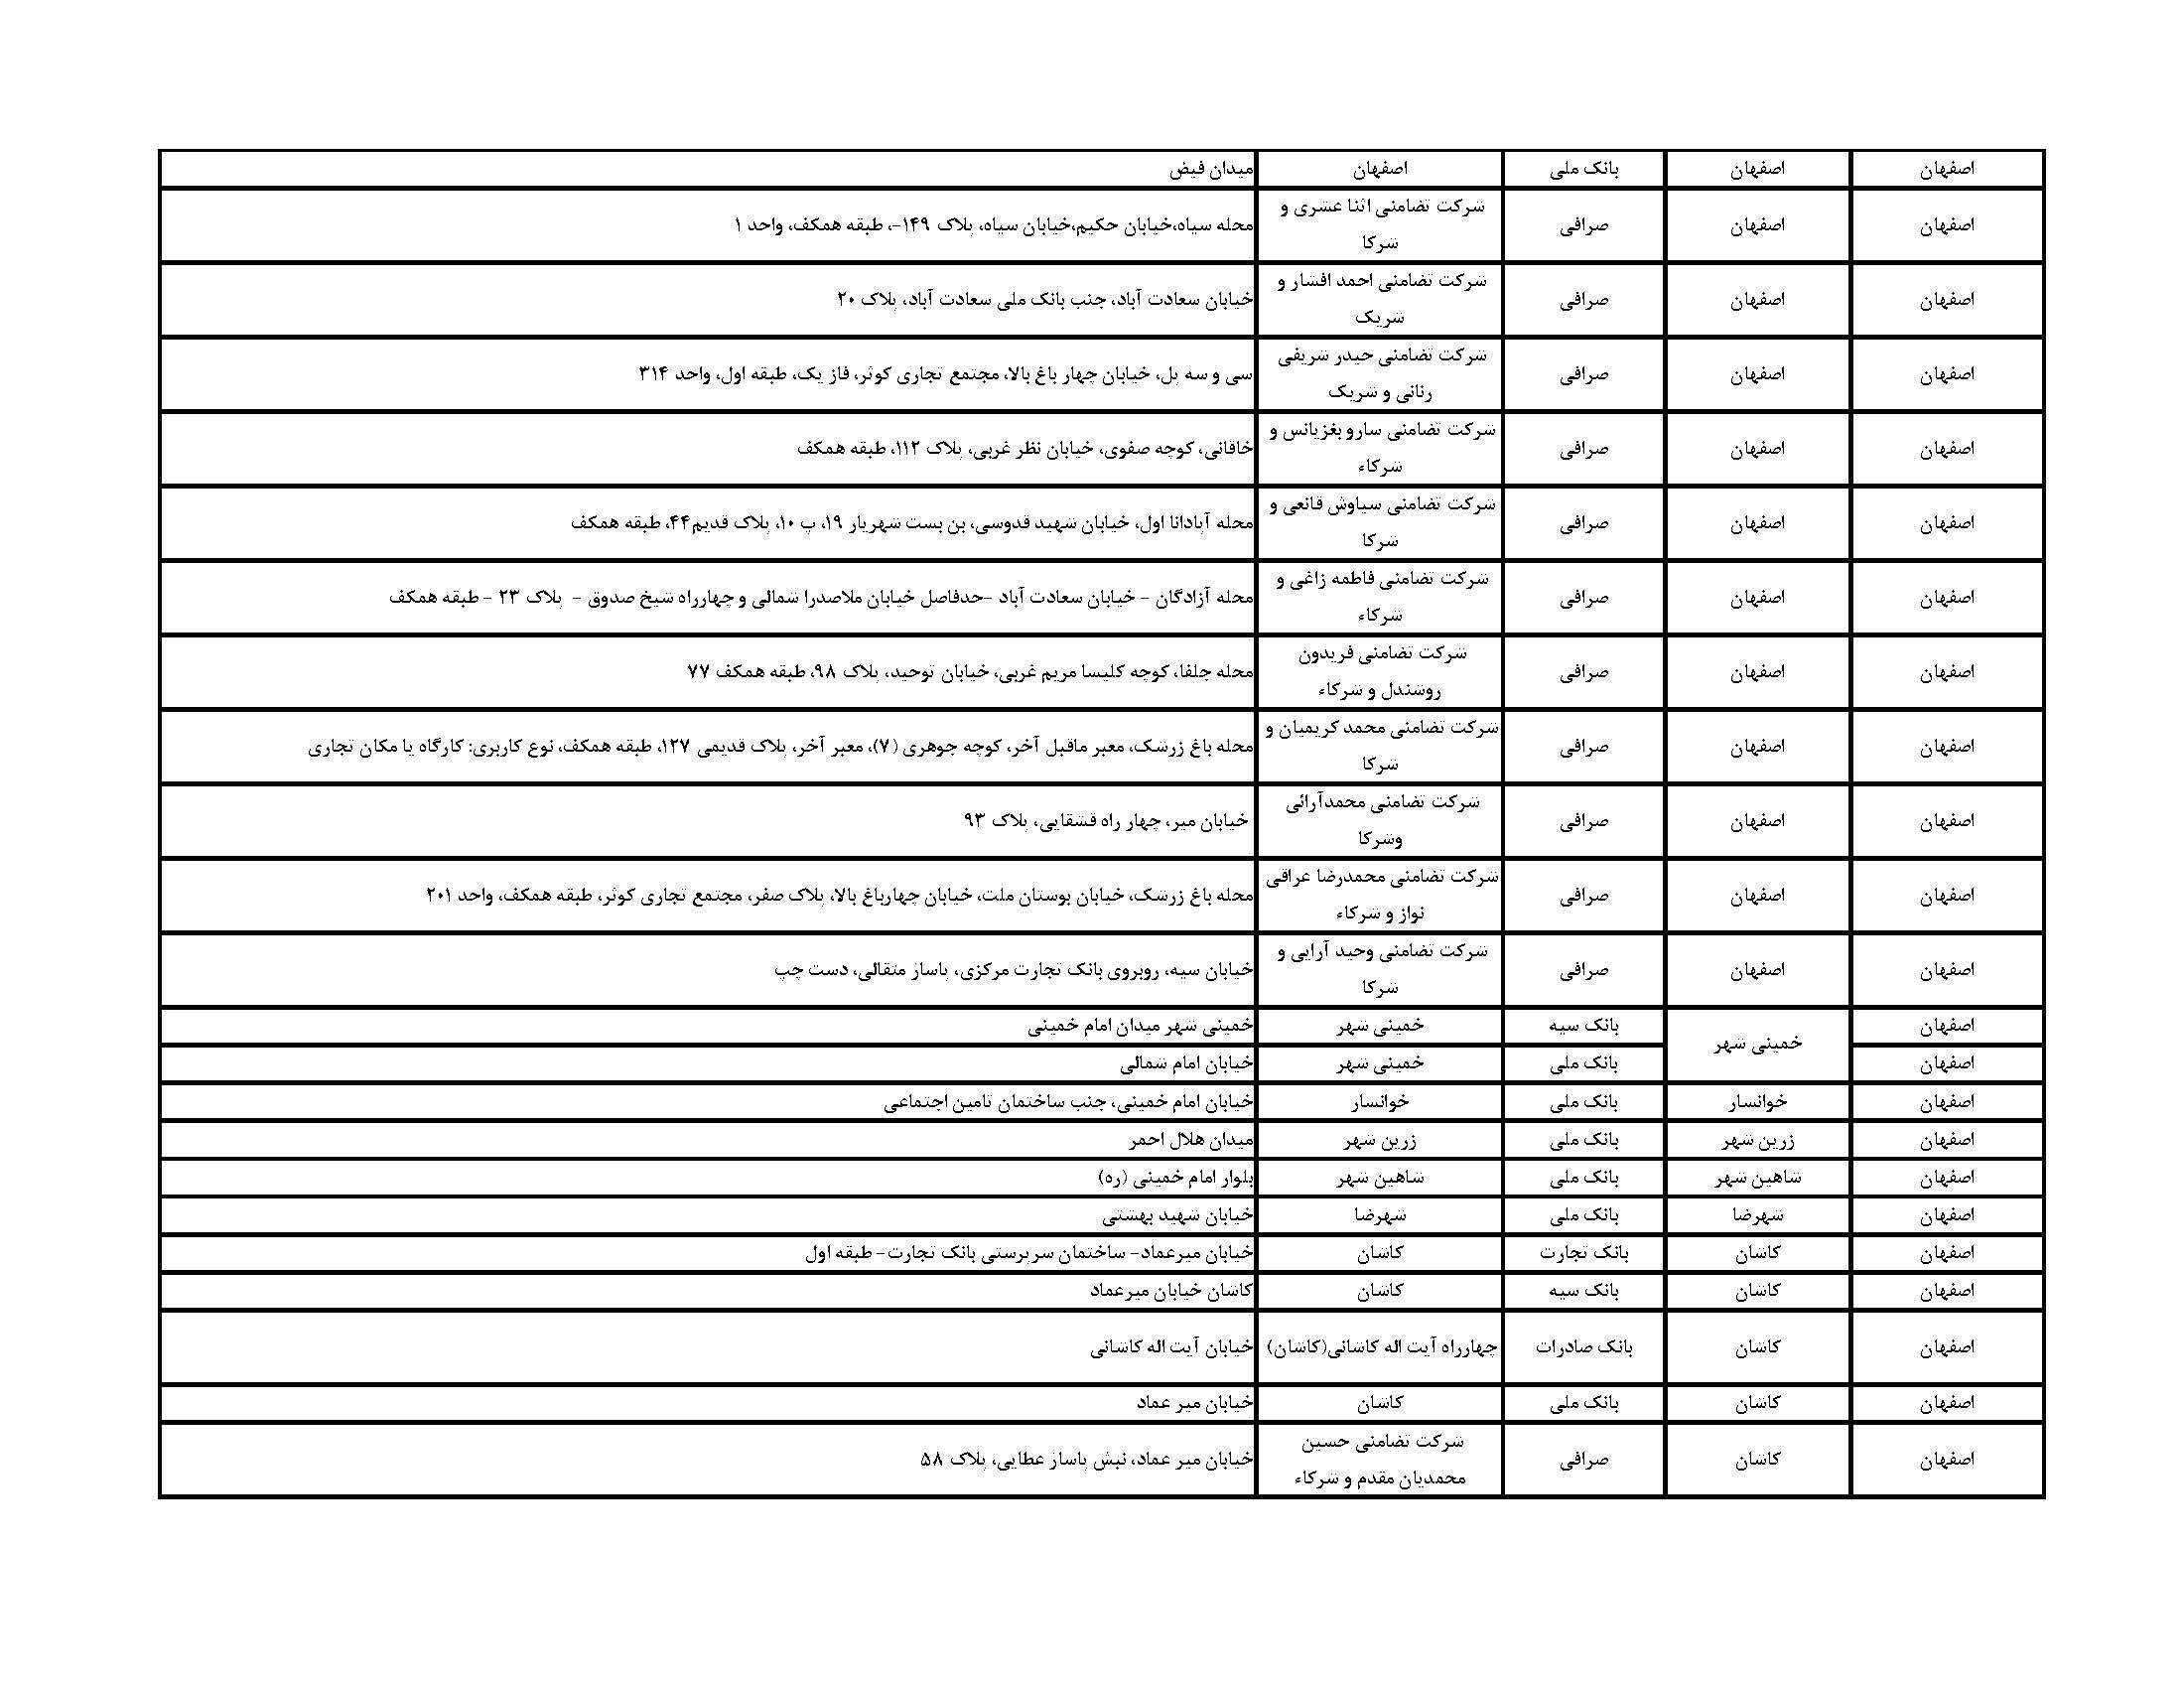 اصفهان اصفهان بانک ملی اصفهان میدان فیض
اصفهان اصفهان صرافی شرکت تضامنی اثنا عشری و شرکا محله سپاه،خیابان حکیم،خیابان سپاه، پلاک ۱۴۹-، طبقه همکف، واحد ۱
اصفهان اصفهان صرافی شرکت تضامنی احمد افشار و شریک خیابان سعادت آباد، جنب بانک ملی سعادت آباد، پلاک ۲۰
اصفهان اصفهان صرافی شرکت تضامنی حیدر شریفی رنانی و شریک سی و سه پل، خیابان چهار باغ بالا، مجتمع تجاری کوثر، فاز یک، طبقه اول، واحد ۳۱۴
اصفهان اصفهان صرافی شرکت تضامنی سارو بغزیانس و شرکاء خاقانی، کوچه صفوی، خیابان نظر غربی، پلاک ۱۱۲، طبقه همکف
اصفهان اصفهان صرافی شرکت تضامنی سیاوش قانعی و شرکا محله آپادانا اول، خیابان شهید قدوسی، بن بست شهریار ۱۹، پ ۱۰، پلاک قدیم۴۴، طبقه همکف
اصفهان اصفهان صرافی شرکت تضامنی فاطمه زاغی و شرکاء محله آزادگان - خیابان سعادت آباد -حدفاصل خیابان ملاصدرا شمالی و چهارراه شیخ صدوق - پلاک ۲۳ - طبقه همکف
اصفهان اصفهان صرافی شرکت تضامنی فریدون روشندل و شرکاء محله جلفا، کوچه کلیسا مریم غربی، خیابان توحید، پلاک ۹۸، طبقه همکف ۷۷
اصفهان اصفهان صرافی شرکت تضامنی محمد کریمیان و شرکا محله باغ زرشک، معبر ماقبل آخر، کوچه جوهری (۷)، معبر آخر، پلاک قدیمی ۱۲۷، طبقه همکف، نوع کاربری: کارگاه یا مکان تجاری
اصفهان اصفهان صرافی شرکت تضامنی محمدآرائی وشرکا خیابان میر، چهار راه قشقایی، پلاک ۹۳
اصفهان اصفهان صرافی شرکت تضامنی محمدرضا عراقی نواز و شرکاء محله باغ زرشک، خیابان بوستان ملت، خیابان چهارباغ بالا، پلاک صفر، مجتمع تجاری کوثر، طبقه همکف، واحد ۲۰۱
اصفهان اصفهان صرافی شرکت تضامنی وحید آرایی و شرکا خیابان سپه، روبروی بانک تجارت مرکزی، پاساز متقالی، دست چپ
اصفهان خمینی شهر بانک سپه خمینی شهر خمینی شهر میدان امام خمینی
اصفهان بانک ملی خمینی شهر خیابان امام شمالی
اصفهان خوانسار بانک ملی خوانسار خیابان امام خمینی، جنب ساختمان تامین اجتماعی
اصفهان زرین شهر بانک ملی زرین شهر میدان هلال احمر
اصفهان شاهین شهر بانک ملی شاهین شهر بلوار امام خمینی (ره)
اصفهان شهرضا بانک ملی شهرضا خیابان شهید بهشتی
اصفهان کاشان بانک تجارت کاشان خیابان میرعماد- ساختمان سرپرستی بانک تجارت- طبقه اول
اصفهان کاشان بانک سپه کاشان کاشان خیابان میرعماد
اصفهان کاشان بانک صادرات چهارراه آیت اله کاشانی(کاشان) خیابان آیت اله کاشانی
اصفهان کاشان بانک ملی کاشان خیابان میر عماد
اصفهان کاشان صرافی شرکت تضامنی حسین محمدیان مقدم و شرکاء خیابان میر عماد، نبش پاساز عطایی، پلاک ۵۸